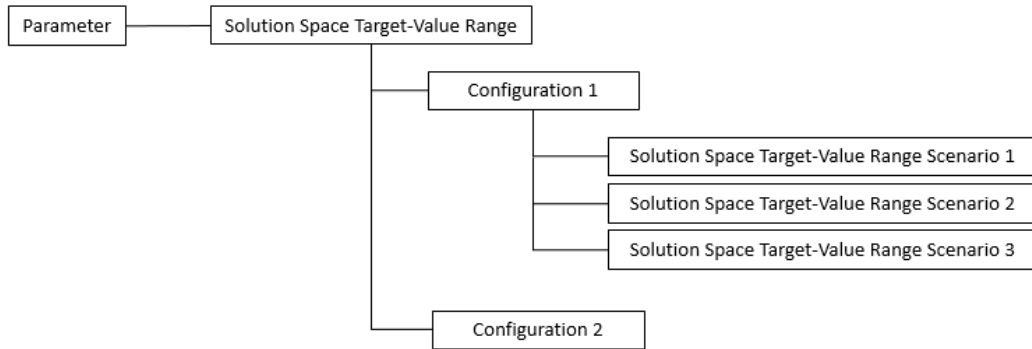 Parameter
Solution Space Target-Value Range
Configuration 1
Solution Space Target-Value Range Scenario 1
Solution Space Target-Value Range Scenario 2
Solution Space Target-Value Range Scenario 3
Configuration 2